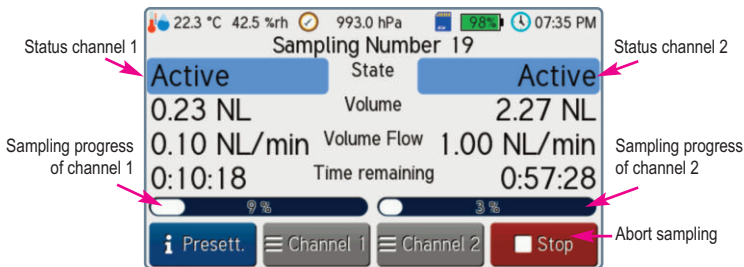 22.3 °C 42.5 %rh 993.0 hPa 98% 07:35 PM
Sampling Number 19
Status channel 1
Status channel 2
Active State Active
0.23 NL Volume 2.27 NL
0.10 NL/min Volume Flow 1.00 NL/min
Sampling progress
of channel 1
Sampling progress
of channel 2
0:10:18 Time remaining 0:57:28
9 % 3 %
i Presett. Channel 1 Channel 2 Stop
Abort sampling